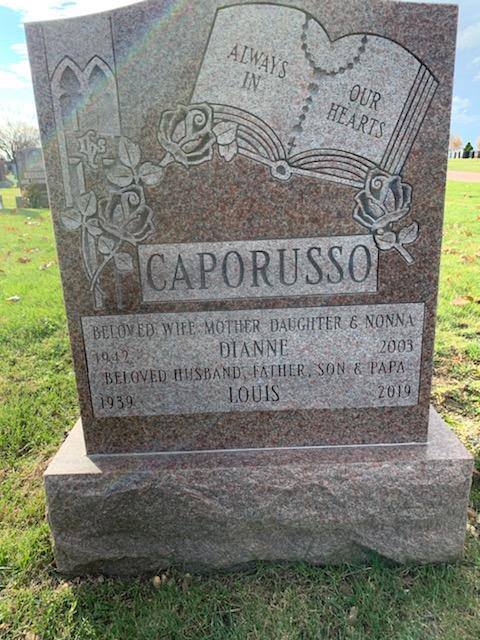 ALWAYS
IN
OUR
HEARTS
IHS
CAPORUSSO
BELOVED WIFE MOTHER DAUGHTER & NONNA
1942 DIANNE 2003
BELOVED HUSBAND, FATHER, SON & PAPA
1939 LOUIS 2019